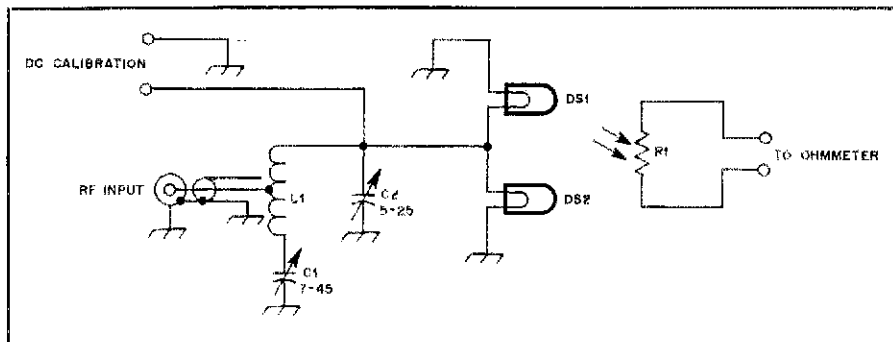 DC CALIBRATION
DS1
R1
TO OHMMETER
RF INPUT
L1
C2
5-25
DS2
C1
7-45